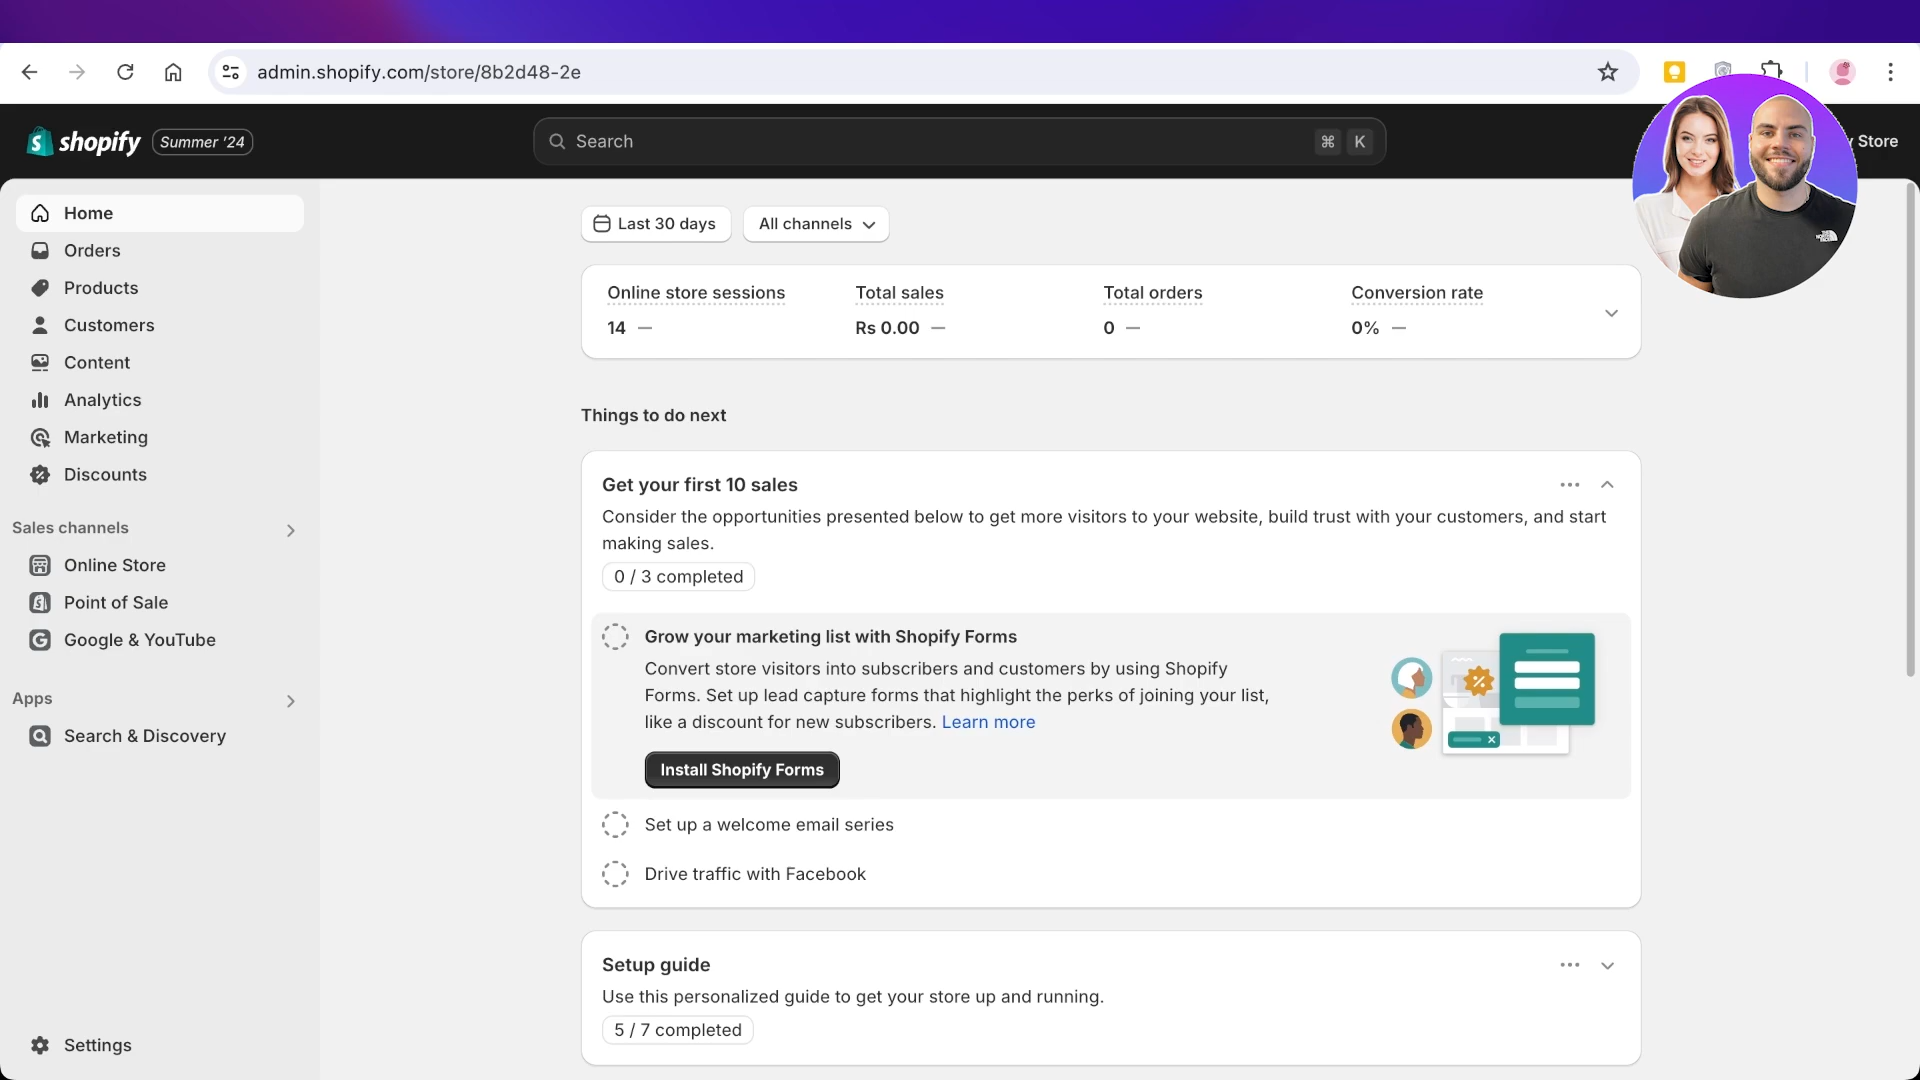 admin.shopify.com/store/8b2d48-2e
shopify
Summer '24
Search
⌘ K
Store
Home
Orders
Products
Customers
Content
Analytics
Marketing
Discounts
Sales channels
Online Store
Point of Sale
Google & YouTube
Apps
Search & Discovery
Settings
Last 30 days
All channels
Online store sessions
14 —
Total sales
Rs 0.00 —
Total orders
0 —
Conversion rate
0% —
Things to do next
Get your first 10 sales
Consider the opportunities presented below to get more visitors to your website, build trust with your customers, and start
making sales.
0 / 3 completed
Grow your marketing list with Shopify Forms
Convert store visitors into subscribers and customers by using Shopify
Forms. Set up lead capture forms that highlight the perks of joining your list,
like a discount for new subscribers. Learn more
Install Shopify Forms
Set up a welcome email series
Drive traffic with Facebook
Setup guide
Use this personalized guide to get your store up and running.
5 / 7 completed